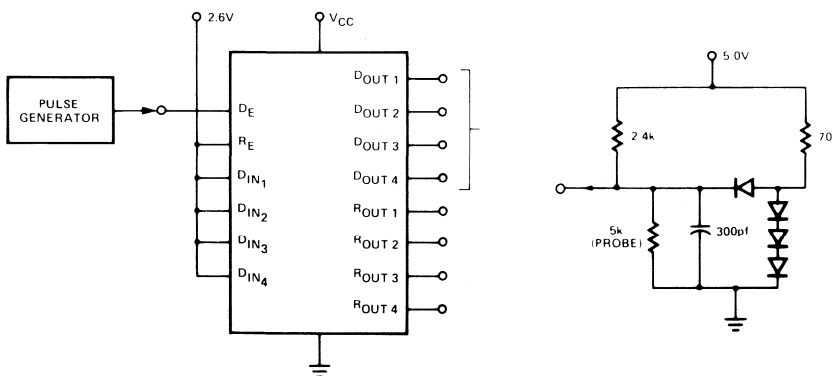 2.6V
VCC
PULSE
GENERATOR
DE
RE
DIN1
DIN2
DIN3
DIN4
DOUT 1
DOUT 2
DOUT 3
DOUT 4
ROUT 1
ROUT 2
ROUT 3
ROUT 4
5.0V
2 4k
70
5k
(PROBE)
300pf